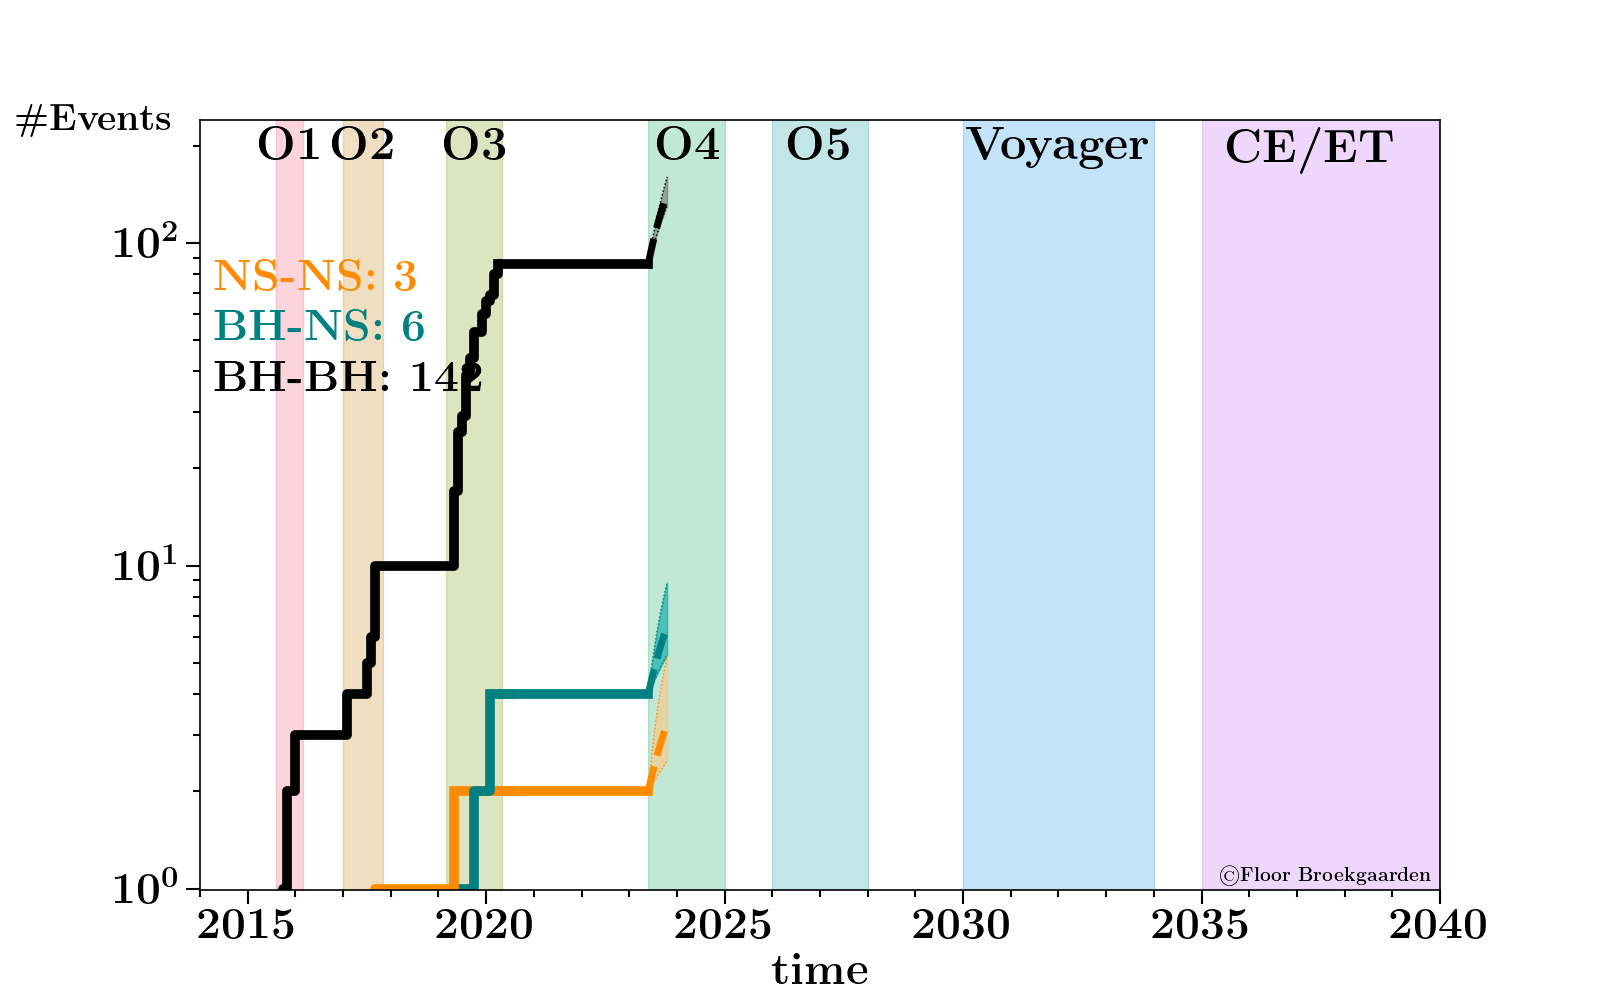 #Events
O1 O2 O3 O4 O5 Voyager CE/ET
10²
NS-NS: 3
BH-NS: 6
BH-BH: 142
10¹
10⁰
©Floor Broekgaarden
2015 2020 2025 2030 2035 2040
time